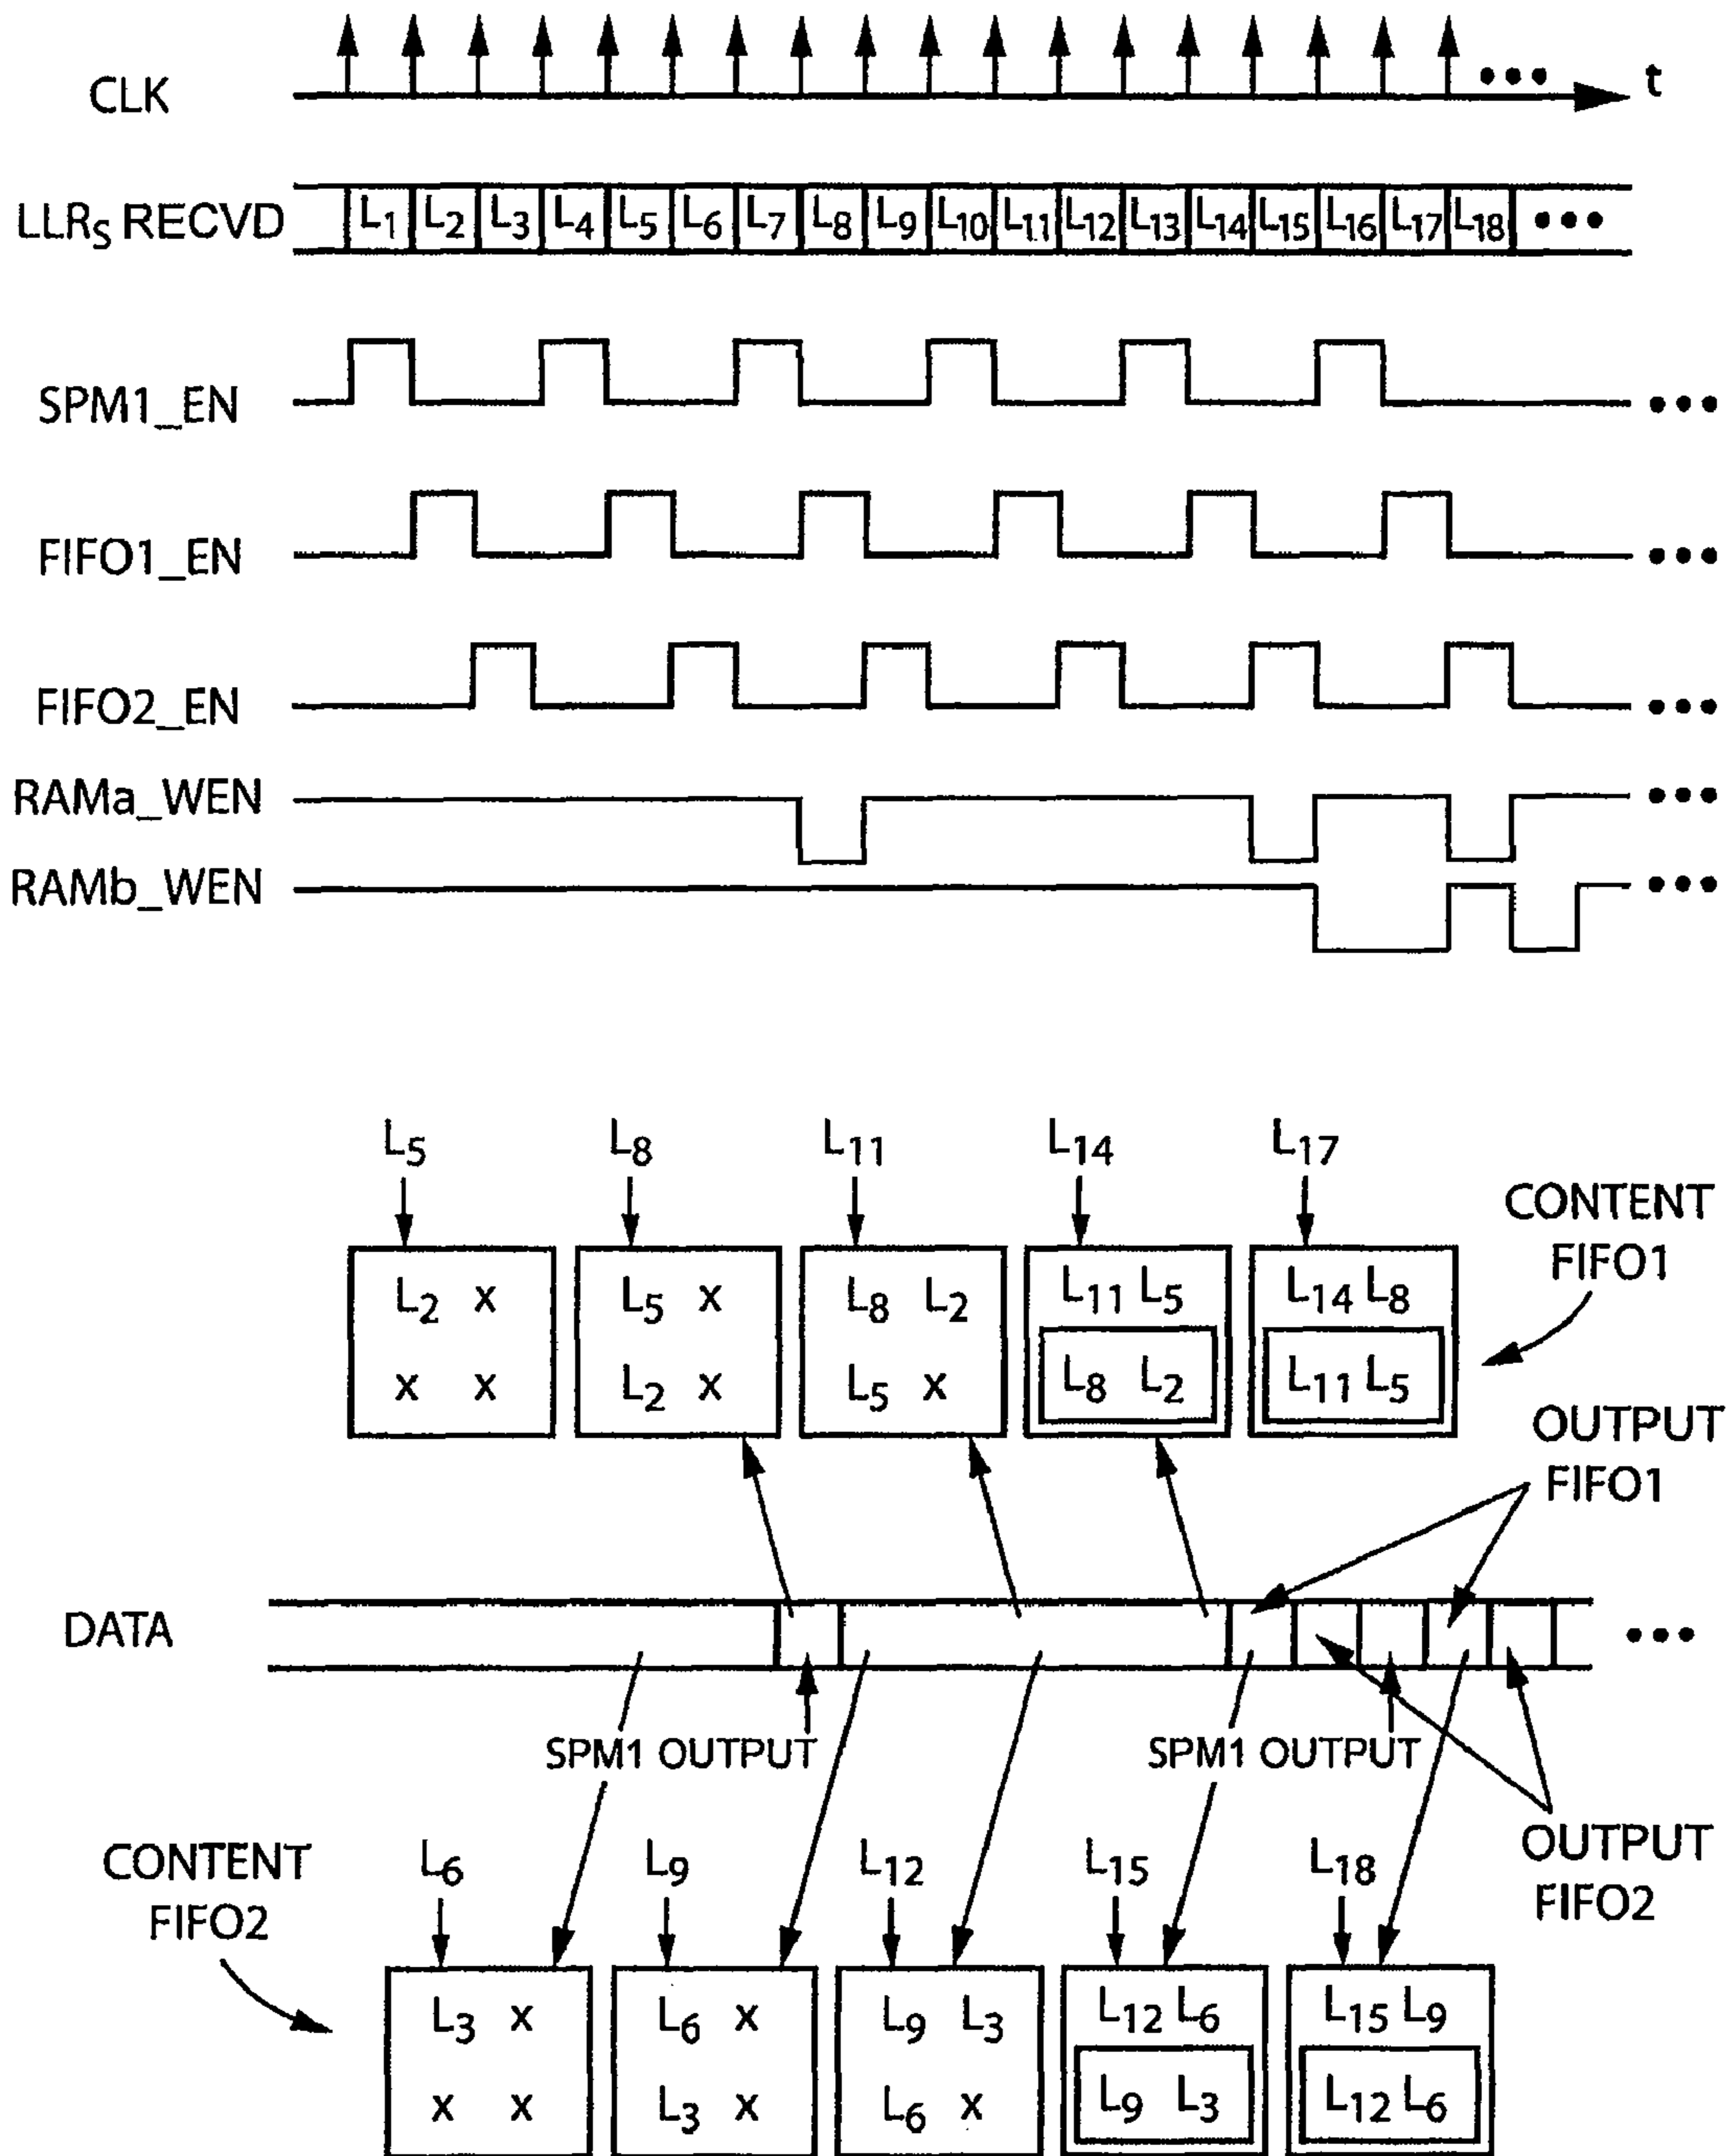 CLK t
LLRS RECVD L1 L2 L3 L4 L5 L6 L7 L8 L9 L10 L11 L12 L13 L14 L15 L16 L17 L18
SPM1_EN
FIFO1_EN
FIFO2_EN
RAMa_WEN
RAMb_WEN
L5 L8 L11 L14 L17
CONTENT
FIFO1
L2 x L5 x L8 L2 L11 L5 L14 L8
x x L2 x L5 x L8 L2 L11 L5
OUTPUT
FIFO1
DATA
SPM1 OUTPUT SPM1 OUTPUT
OUTPUT
FIFO2
CONTENT
FIFO2
L6 L9 L12 L15 L18
L3 x L6 x L9 L3 L12 L6 L15 L9
x x L3 x L6 x L9 L3 L12 L6